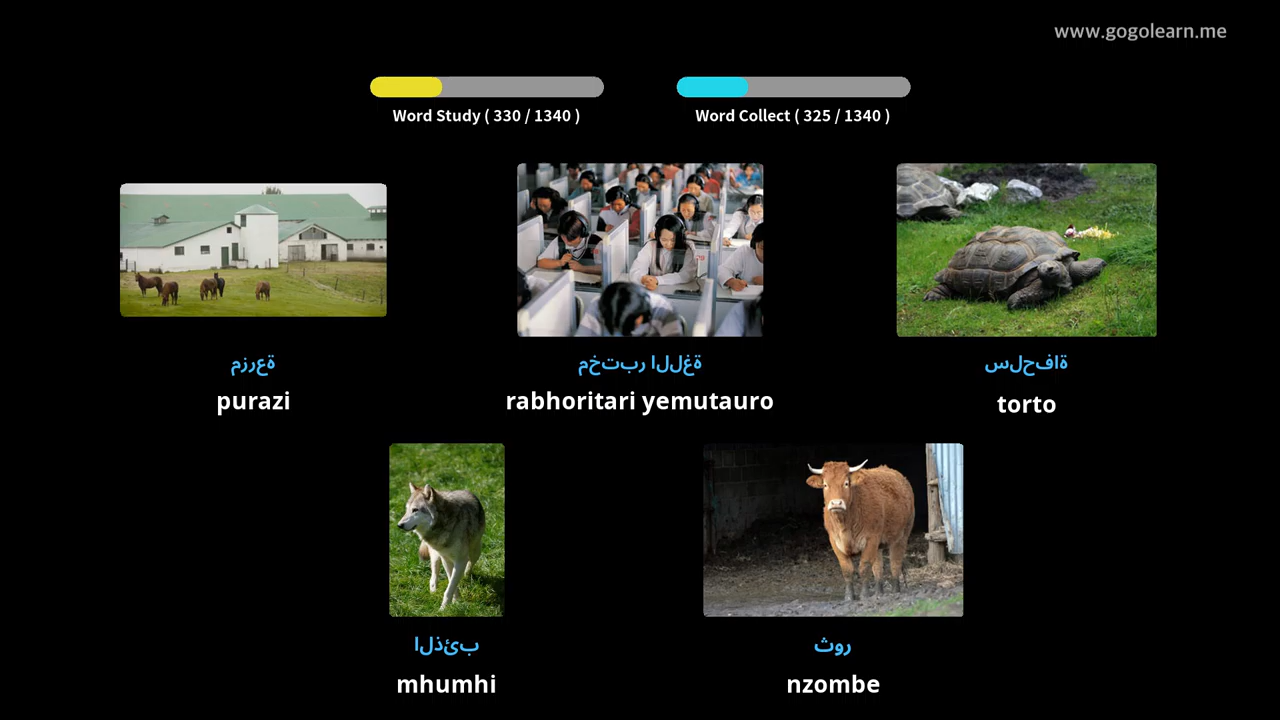 www.gogolearn.me
Word Study ( 330 / 1340 )
Word Collect ( 325 / 1340 )
مزرعة
purazi
مختبر اللغة
rabhoritari yemutauro
سلحفاة
torto
الذئب
mhumhi
ثور
nzombe